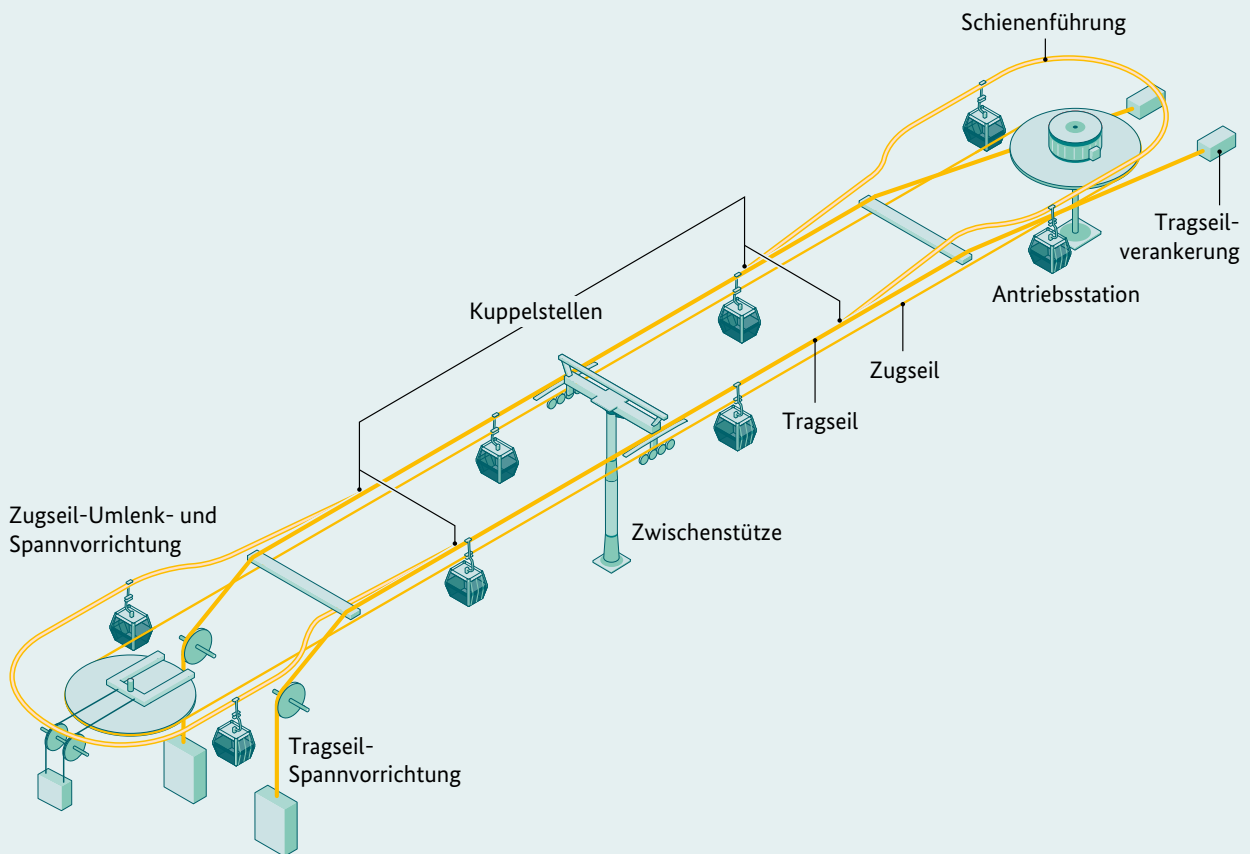 Schienenführung
Tragseil-
verankerung
Antriebsstation
Kuppelstellen
Zugseil
Tragseil
Zwischenstütze
Zugseil-Umlenk- und
Spannvorrichtung
Tragseil-
Spannvorrichtung